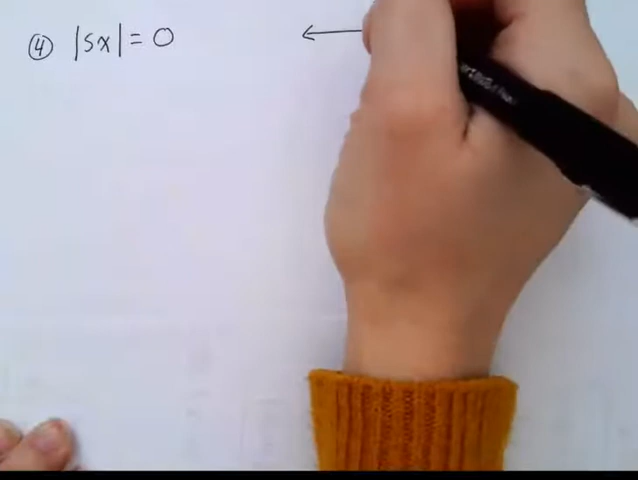 ④ |5x| = 0